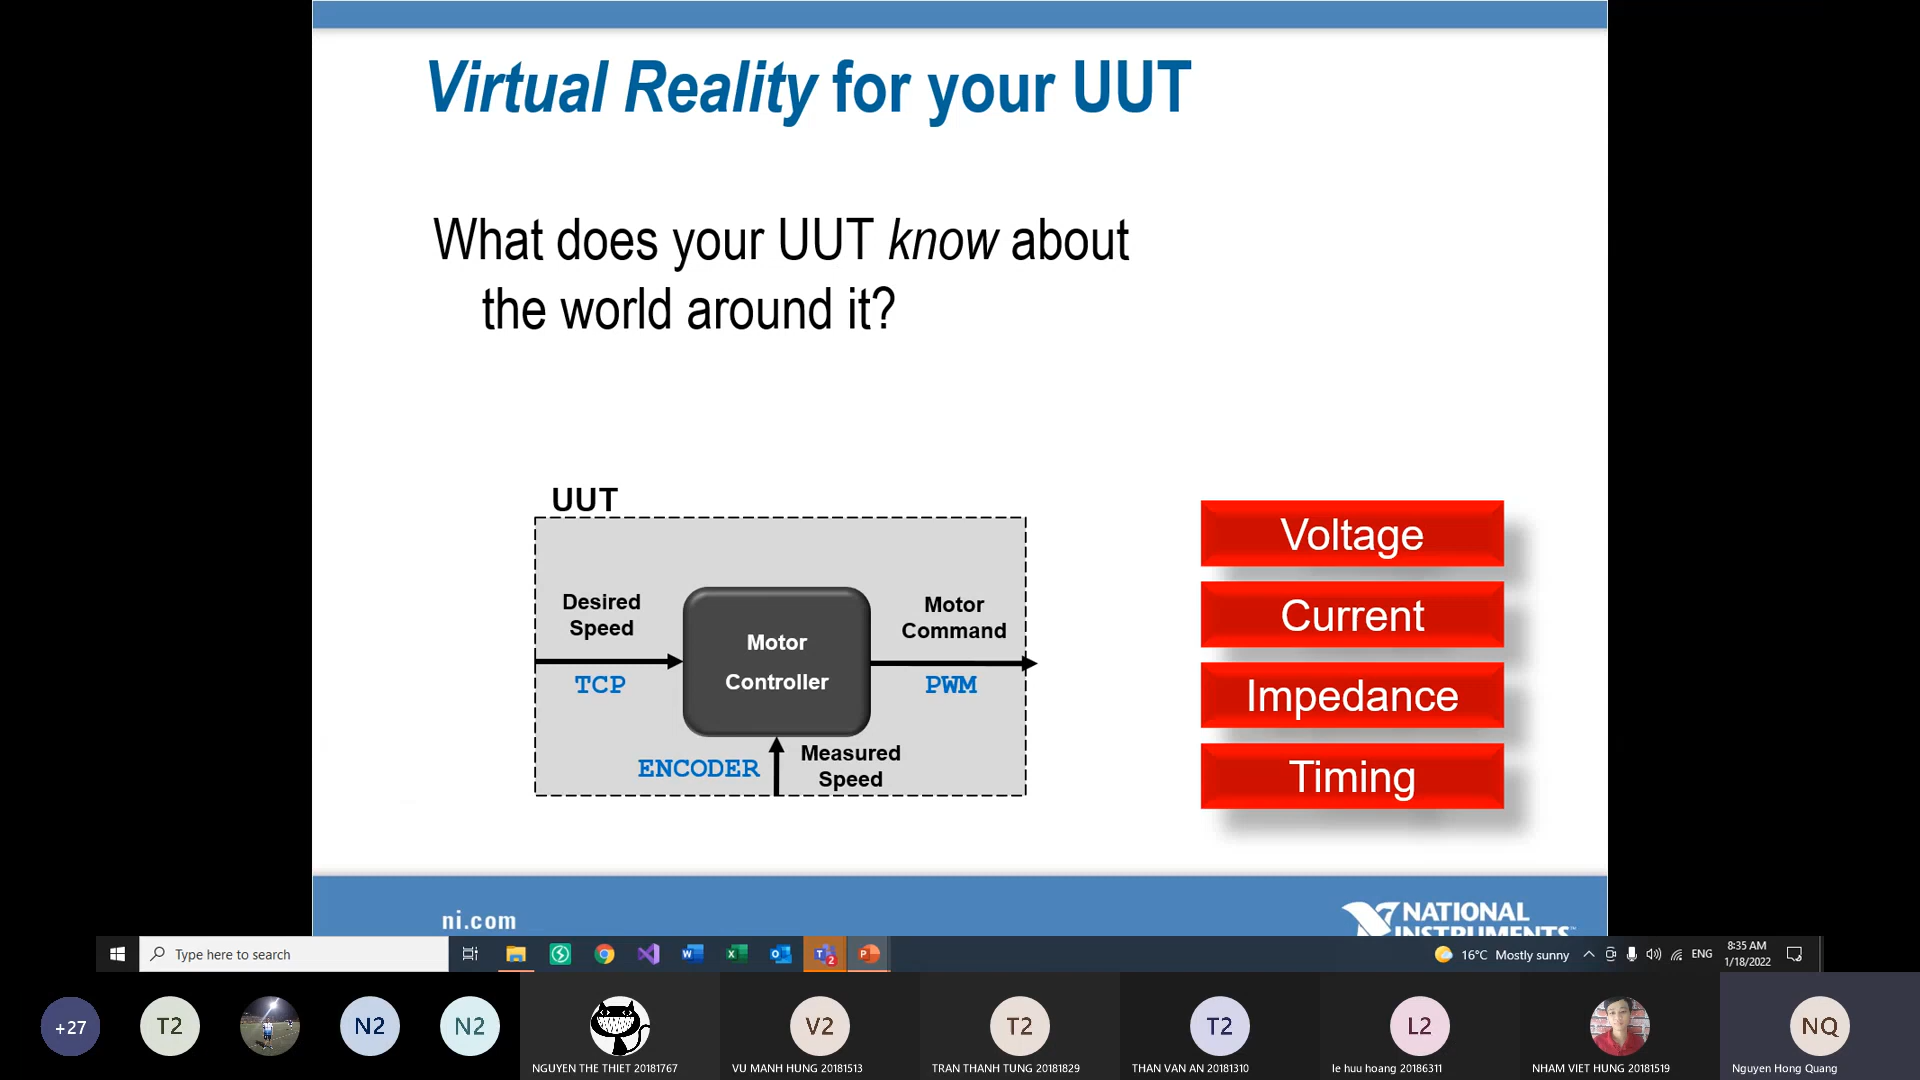 Virtual Reality for your UUT
What does your UUT know about
the world around it?
UUT
Desired
Speed
TCP
Motor
Controller
Motor
Command
PWM
ENCODER
Measured
Speed
Voltage
Current
Impedance
Timing
ni.com
NATIONAL
INSTRUMENTS
Type here to search
2
16°C Mostly sunny
ENG
8:35 AM
1/18/2022
+27
T2
N2
N2
V2
T2
T2
L2
NQ
NGUYEN THE THIET 20181767
VU MANH HUNG 20181513
TRAN THANH TUNG 20181829
THAN VAN AN 20181310
le huu hoang 20186311
NHAM VIET HUNG 20181519
Nguyen Hong Quang